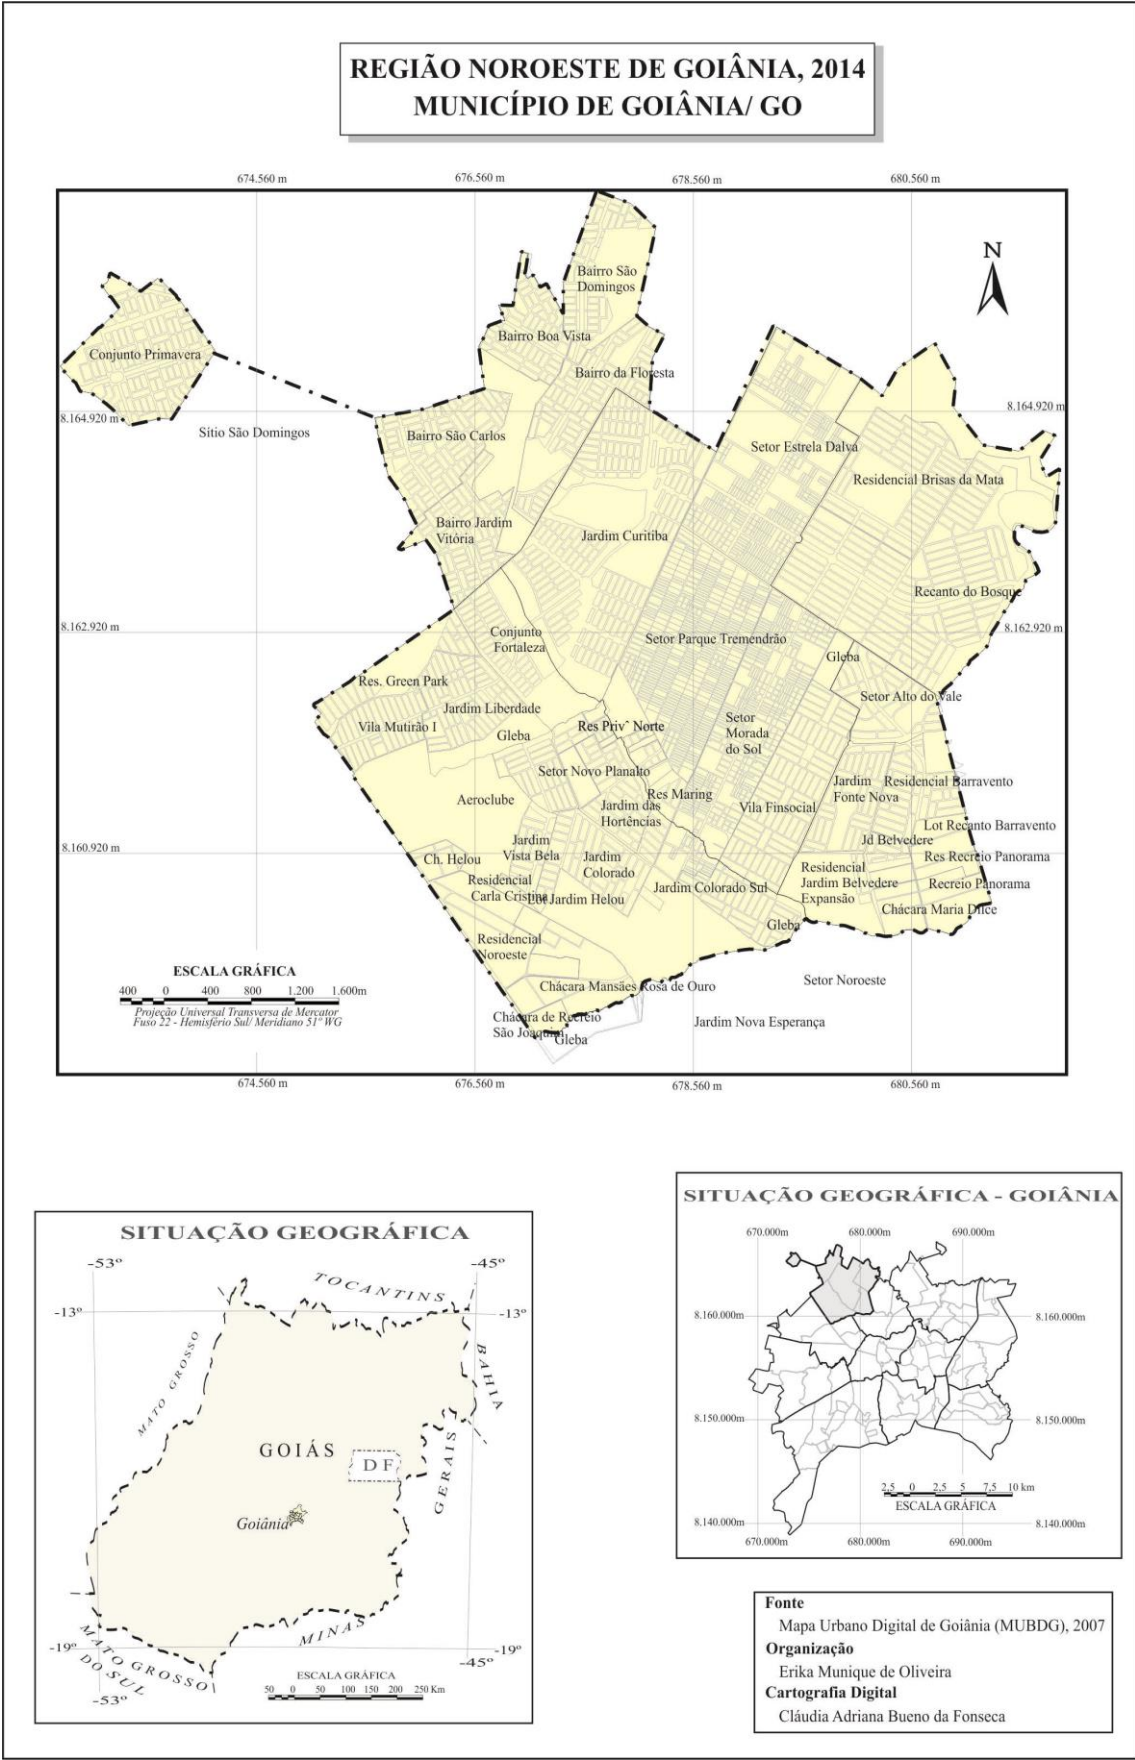 REGIÃO NOROESTE DE GOIÂNIA, 2014
MUNICÍPIO DE GOIÂNIA/ GO
674.560 m
676.560 m
678.560 m
680.560 m
N
Bairro São
Domingos
Bairro Boa Vista
Conjunto Primavera
Bairro da Floresta
8.164.920 m
8.164.920 m
Sítio São Domingos
Bairro São Carlos
Setor Estrela Dalva
Residencial Brisas da Mata
Bairro Jardim
Vitória
Jardim Curitiba
Recanto do Bosque
8.162.920 m
8.162.920 m
Conjunto
Fortaleza
Setor Parque Tremendrão
Gleba
Res. Green Park
Setor Alto do Vale
Jardim Liberdade
Vila Mutirão I
Gleba
Res Priv^ Norte
Setor
Morada
do Sol
Setor Novo Planalto
Jardim
Fonte Nova
Residencial Barravento
Aeroclube
Res Maring
Jardim das
Hortências
Vila Finsocial
Lot Recanto Barravento
Jardim
Vista Bela
Jd Belvedere
8.160.920 m
Ch. Helou
Jardim
Colorado
Res Recreio Panorama
Residencial
Carla Cristina
Lot Jardim Helou
Jardim Colorado Sul
Residencial
Jardim Belvedere
Expansão
Recreio Panorama
Chácara Maria Dilce
Gleba
Residencial
Noroeste
Setor Noroeste
Chácara Mansães Rosa de Ouro
Chácara de Recreio
São Joaquim
Gleba
Jardim Nova Esperança
ESCALA GRÁFICA
400 0 400 800 1.200 1.600m
Projeção Universal Transversa de Mercator
Fuso 22 - Hemisfério Sul/ Meridiano 51º WG
674.560 m
676.560 m
678.560 m
680.560 m
SITUAÇÃO GEOGRÁFICA
-53º
-45º
TOCANTINS
-13º
-13º
MATO GROSSO
BAHIA
GOIÁS
DF
GERAIS
Goiânia
MINAS
-19º
-19º
MATO GROSSO
DO SUL
-45º
-53º
ESCALA GRÁFICA
50 0 50 100 150 200 250 Km
SITUAÇÃO GEOGRÁFICA - GOIÂNIA
670.000m
680.000m
690.000m
8.160.000m
8.160.000m
8.150.000m
8.150.000m
2,5 0 2,5 5 7,5 10 km
ESCALA GRÁFICA
8.140.000m
8.140.000m
670.000m
680.000m
690.000m
Fonte
Mapa Urbano Digital de Goiânia (MUBDG), 2007
Organização
Erika Munique de Oliveira
Cartografia Digital
Cláudia Adriana Bueno da Fonseca